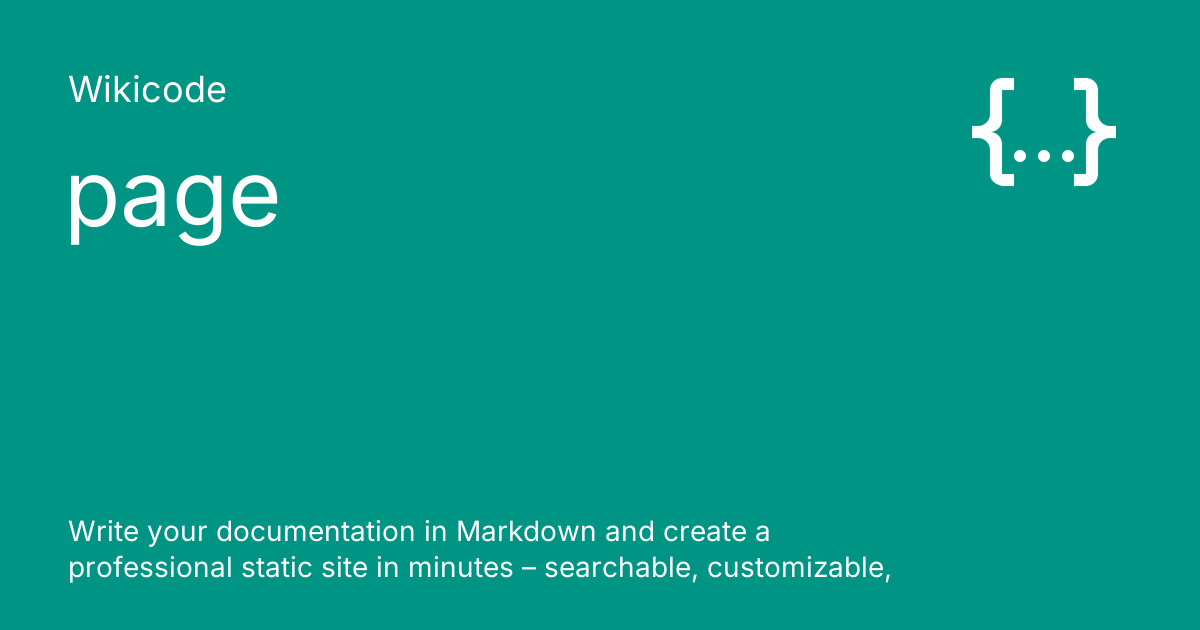 Wikicode
{...}
page
Write your documentation in Markdown and create a
professional static site in minutes – searchable, customizable,